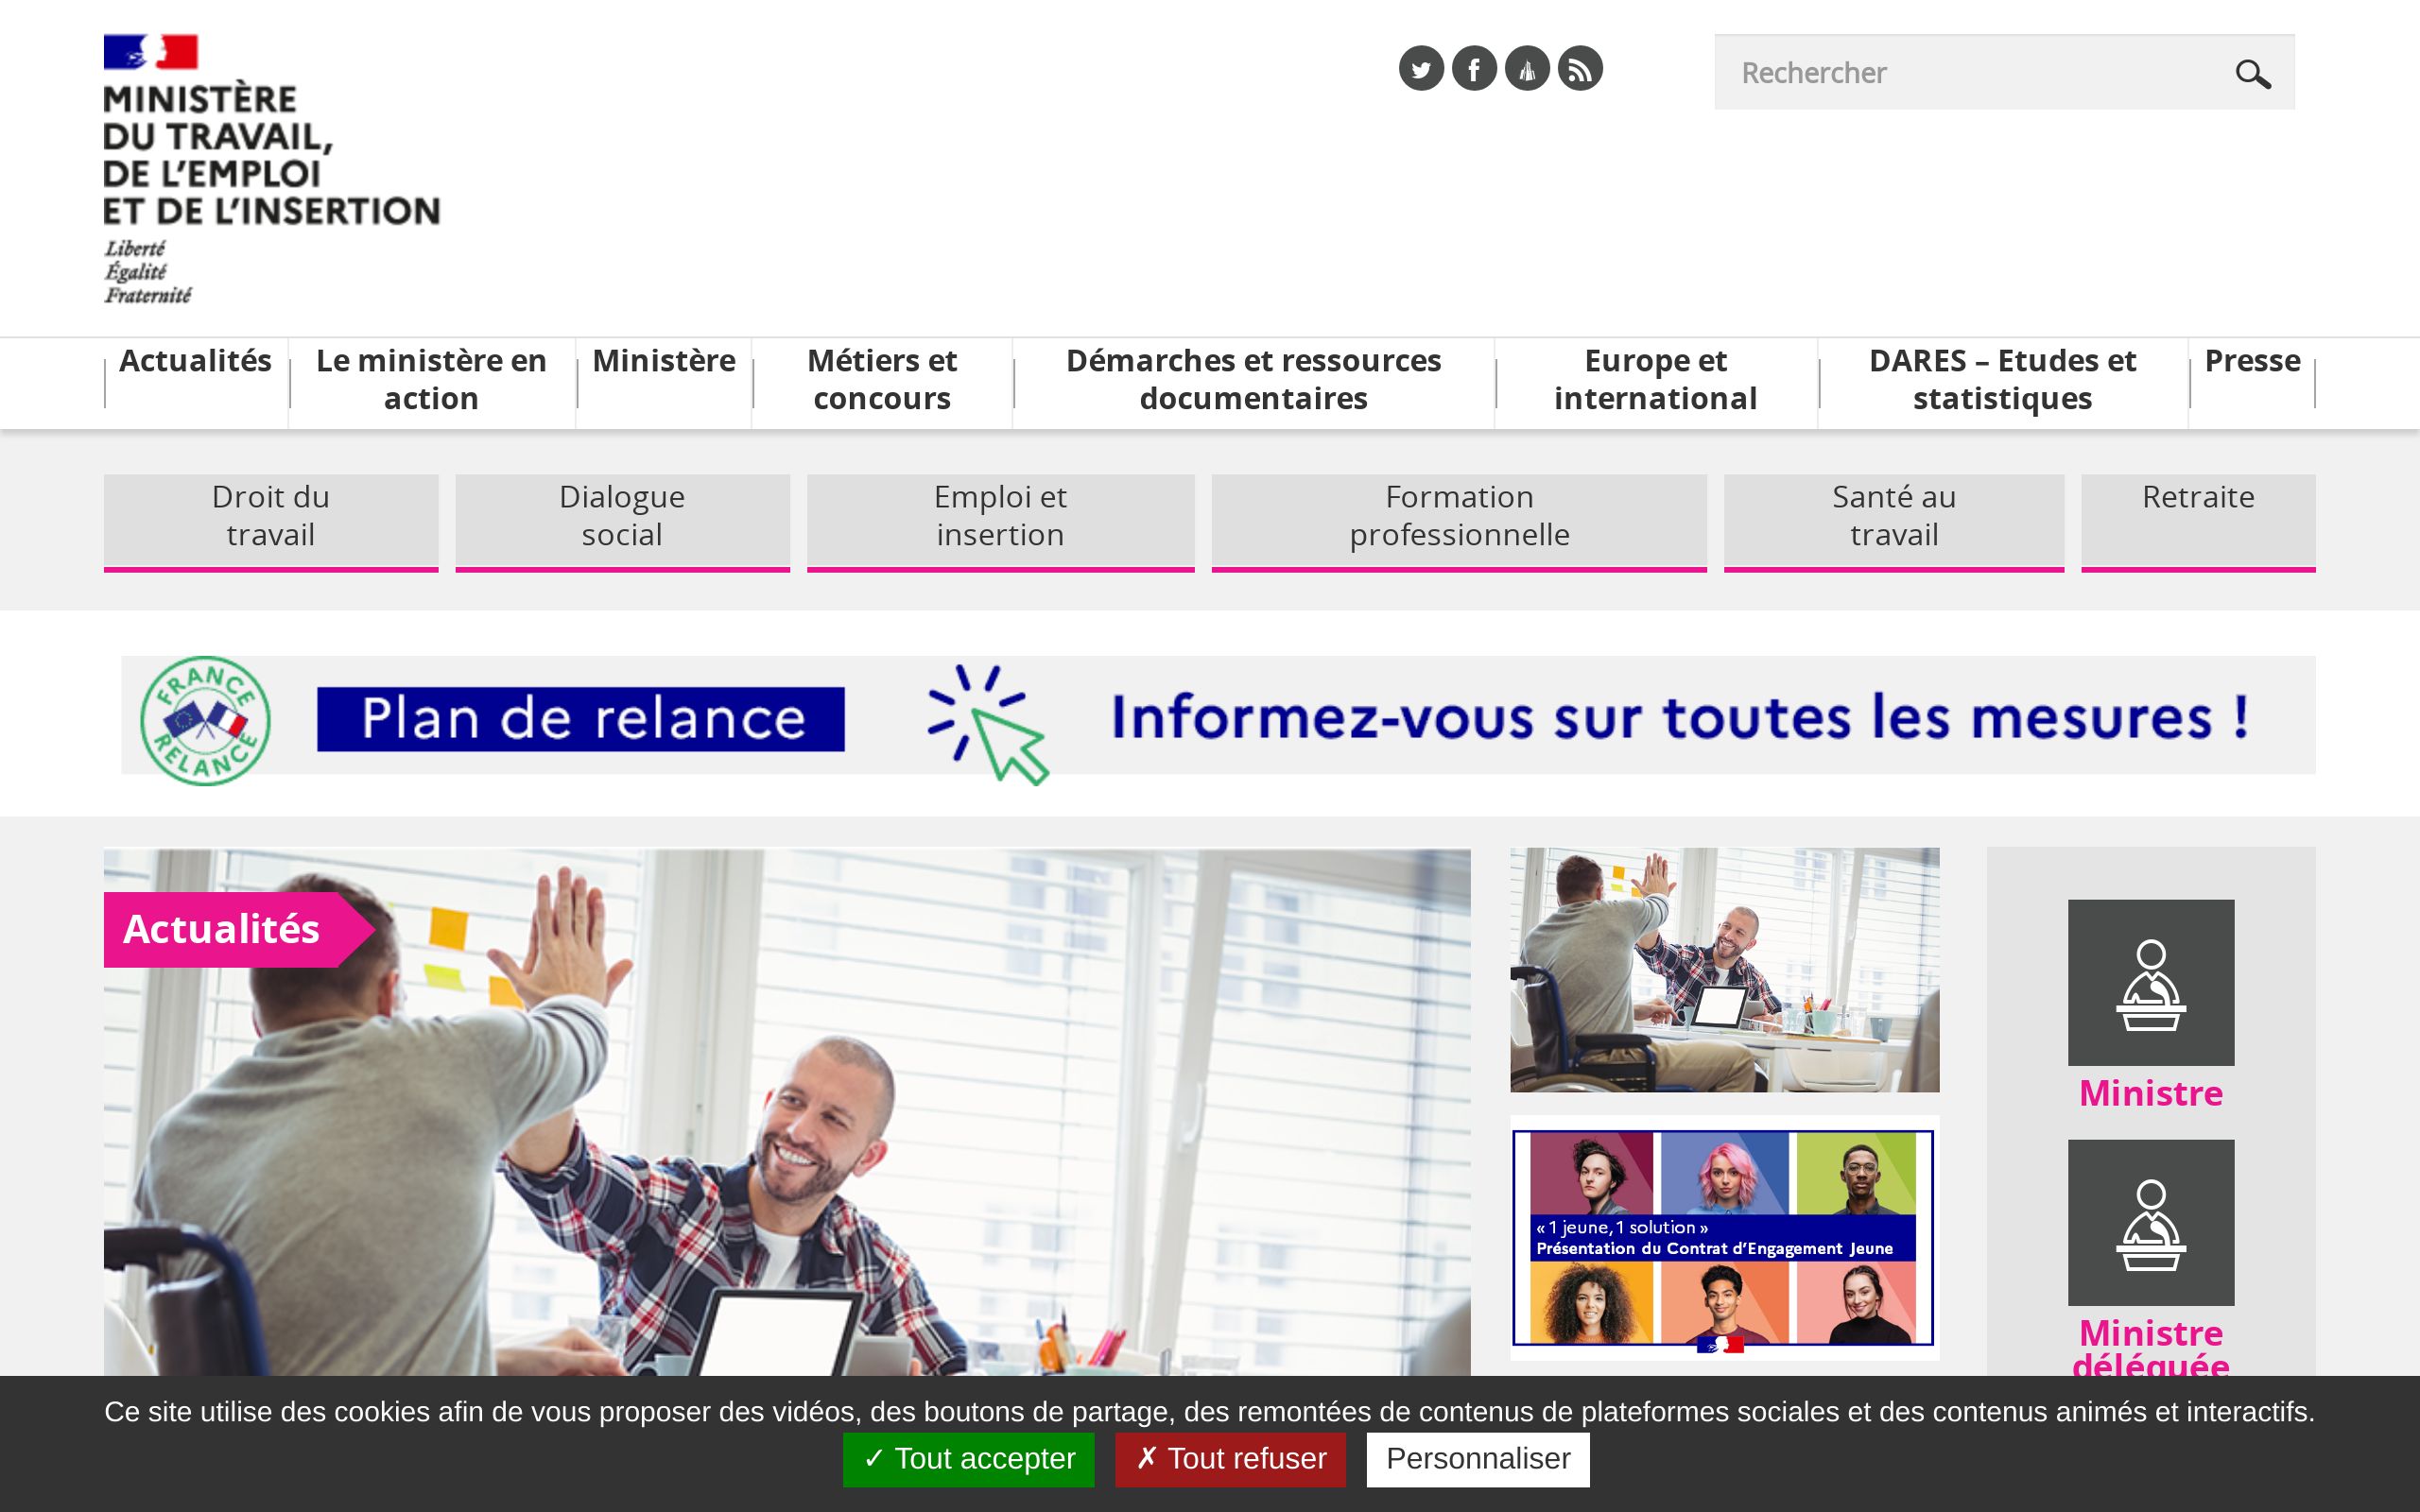 MINISTÈRE
DU TRAVAIL,
DE L'EMPLOI
ET DE L'INSERTION
Liberté
Égalité
Fraternité
Rechercher
Actualités
Le ministère en
action
Ministère
Métiers et
concours
Démarches et ressources
documentaires
Europe et
international
DARES – Etudes et
statistiques
Presse
Droit du
travail
Dialogue
social
Emploi et
insertion
Formation
professionnelle
Santé au
travail
Retraite
FRANCE
RELANCE
Plan de relance
Informez-vous sur toutes les mesures !
Actualités
« 1 jeune, 1 solution »
Présentation du Contrat d'Engagement Jeune
Ministre
Ministre
déléguée
Ce site utilise des cookies afin de vous proposer des vidéos, des boutons de partage, des remontées de contenus de plateformes sociales et des contenus animés et interactifs.
✓ Tout accepter
✗ Tout refuser
Personnaliser